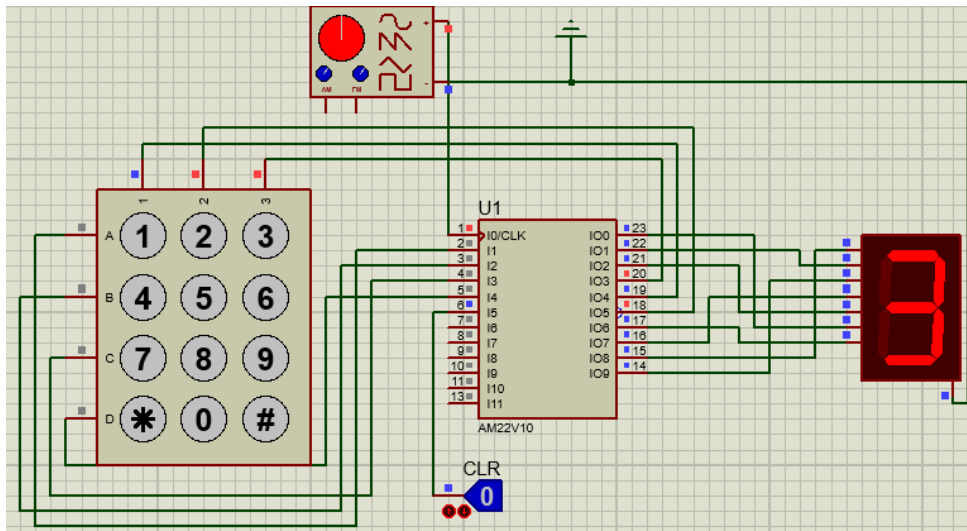 +
-
AM FM
1 2 3
A 1 2 3
B 4 5 6
C 7 8 9
D * 0 #
U1
1 I0/CLK IO0 23
2 I1 IO1 22
3 I2 IO2 21
4 I3 IO3 20
5 I4 IO4 19
6 I5 IO5 18
7 I6 IO6 17
8 I7 IO7 16
9 I8 IO8 15
10 I9 IO9 14
11 I10
13 I11
AM22V10
3
CLR
0